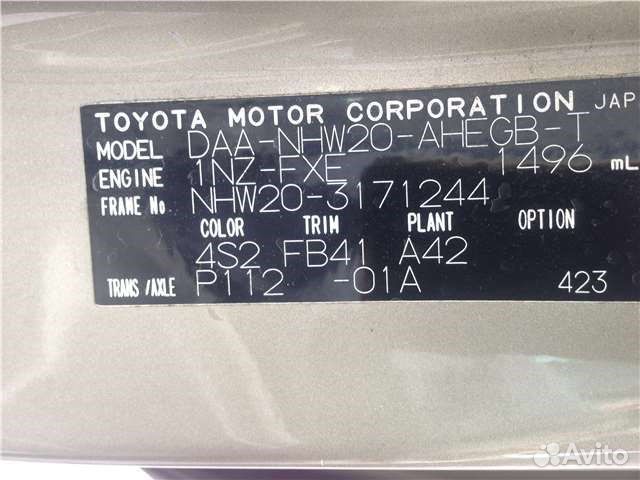 TOYOTA MOTOR CORPORATION JAP
MODEL DAA-NHW20-AHEGB-T
ENGINE 1NZ-FXE 1496 mL
FRAME No NHW20-3171244
COLOR TRIM PLANT OPTION
4S2 FB41 A42
TRANS/AXLE P112 -01A 423
Avito